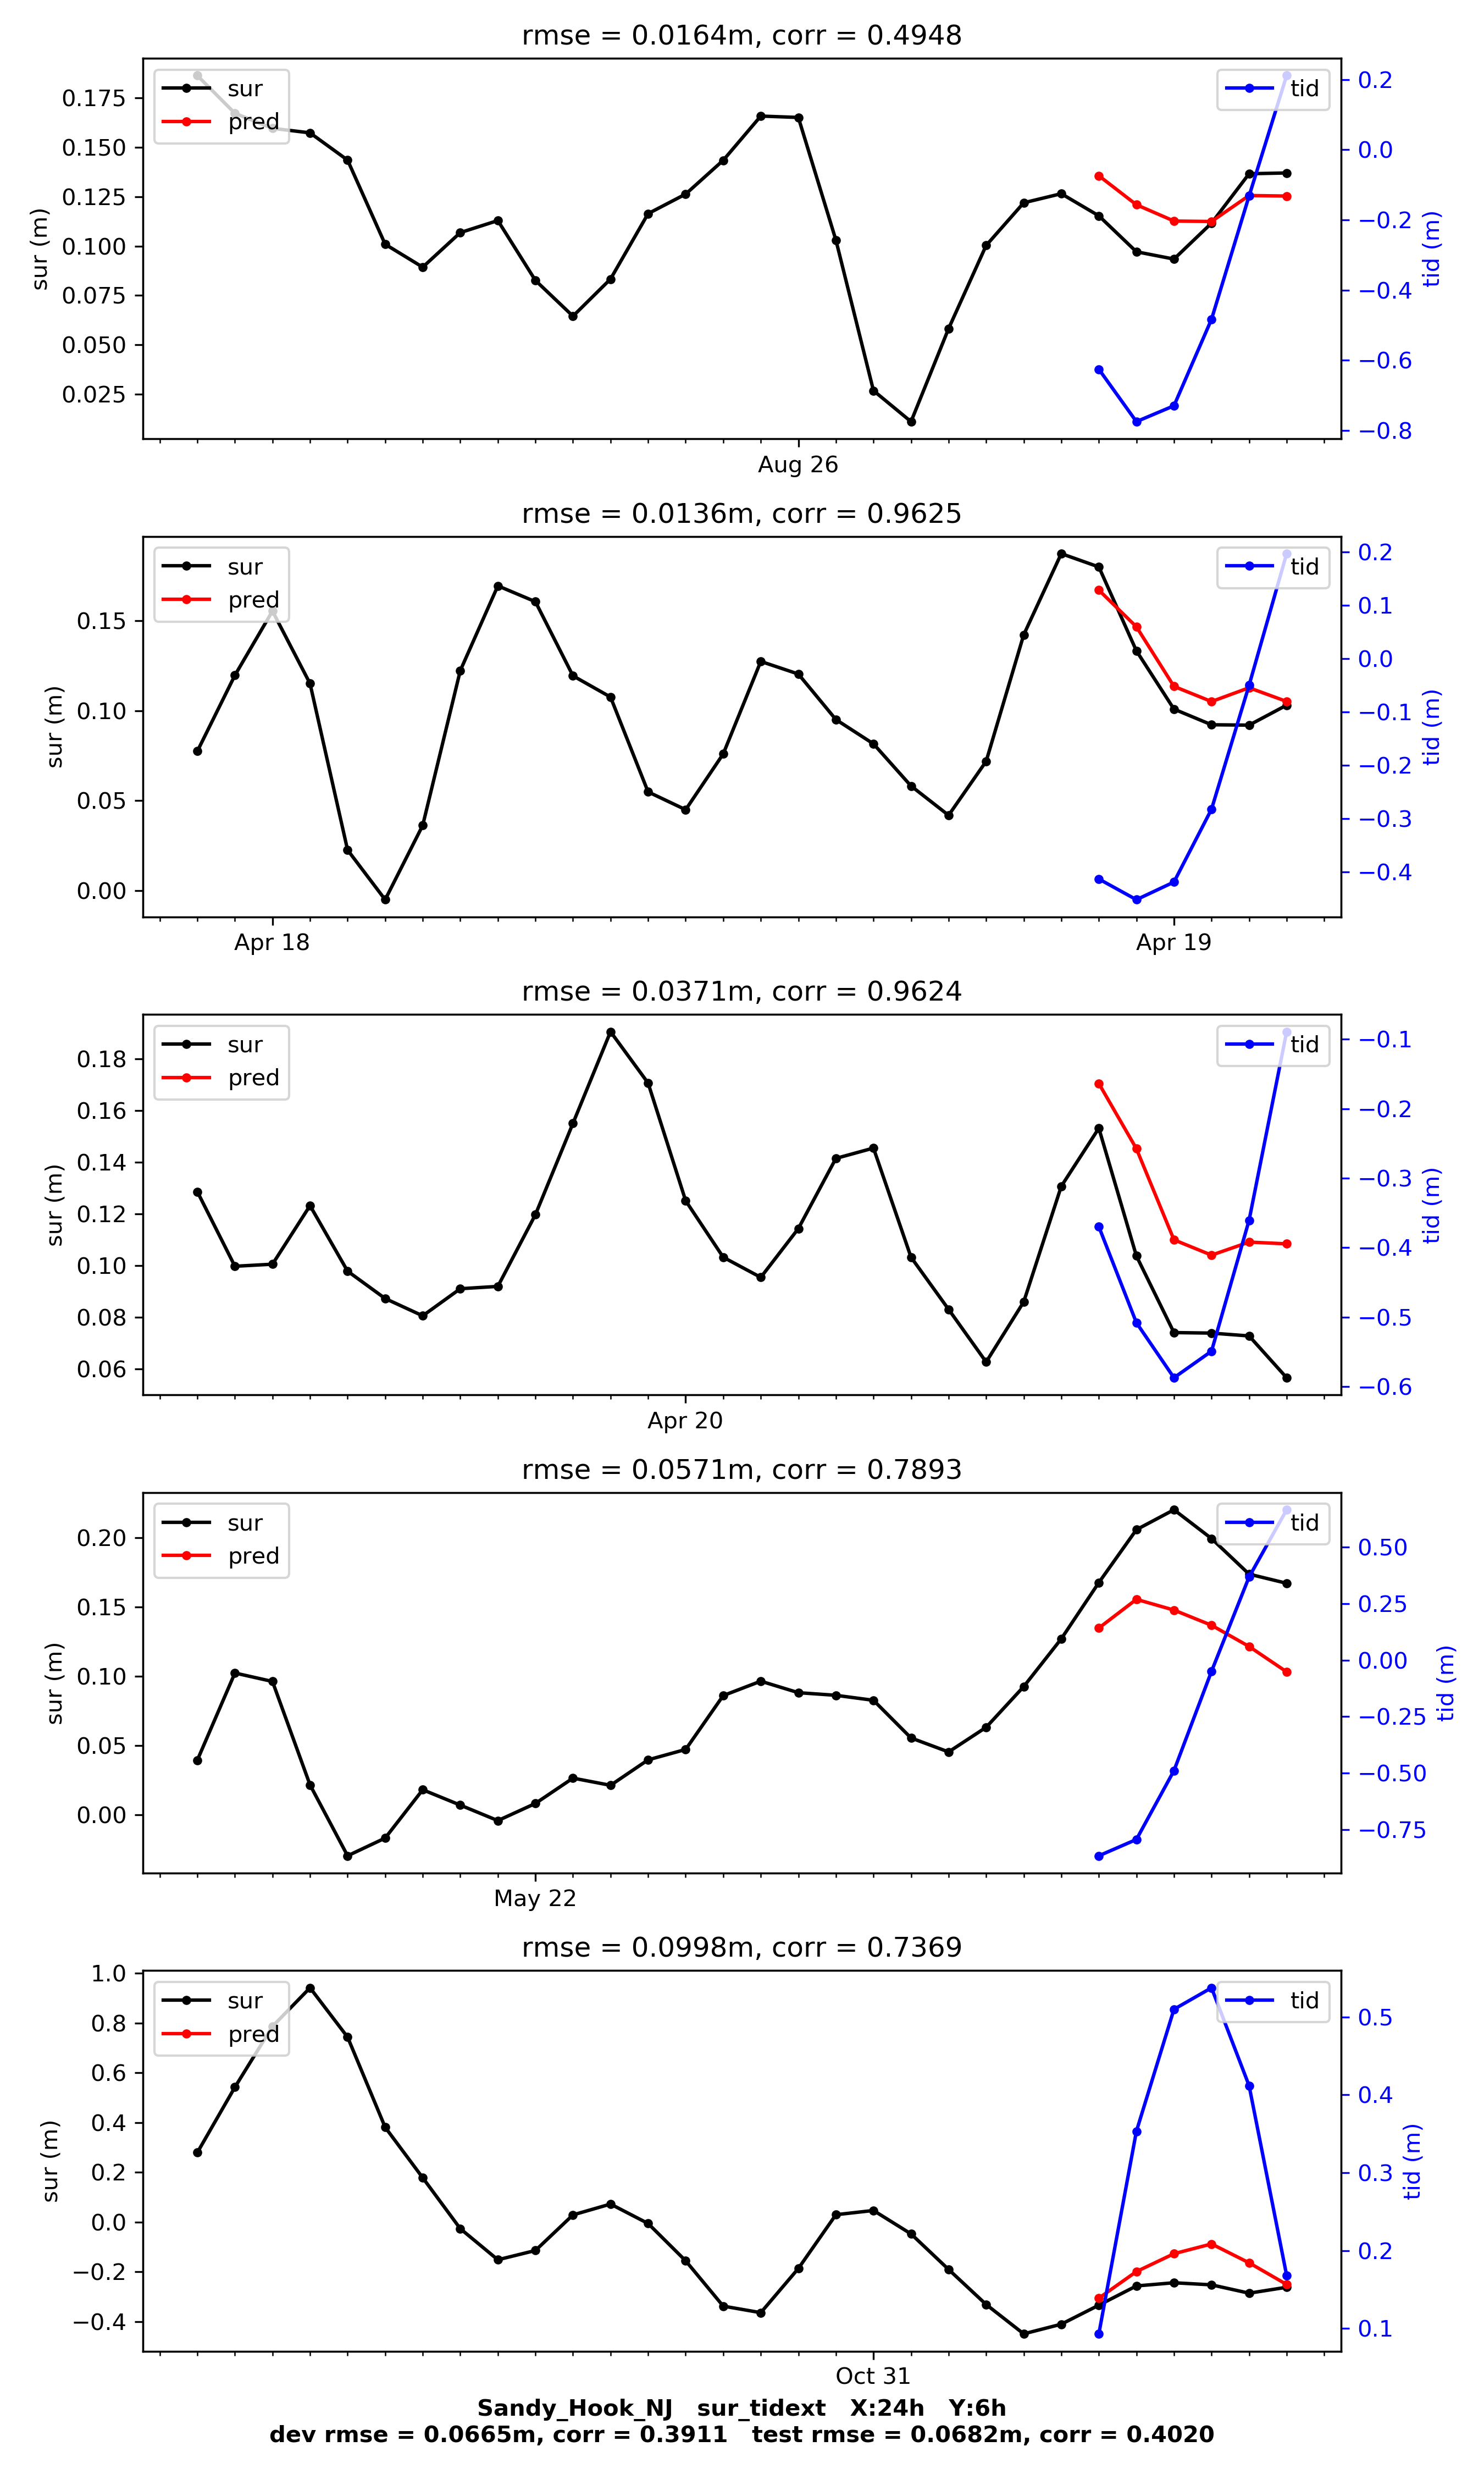 rmse = 0.0164m, corr = 0.4948
sur
pred
tid
0.175
0.150
0.125
0.100
0.075
0.050
0.025
sur (m)
0.2
0.0
−0.2
−0.4
−0.6
−0.8
tid (m)
Aug 26
rmse = 0.0136m, corr = 0.9625
sur
pred
tid
0.15
0.10
0.05
0.00
sur (m)
0.2
0.1
0.0
−0.1
−0.2
−0.3
−0.4
tid (m)
Apr 18
Apr 19
rmse = 0.0371m, corr = 0.9624
sur
pred
tid
0.18
0.16
0.14
0.12
0.10
0.08
0.06
sur (m)
−0.1
−0.2
−0.3
−0.4
−0.5
−0.6
tid (m)
Apr 20
rmse = 0.0571m, corr = 0.7893
sur
pred
tid
0.20
0.15
0.10
0.05
0.00
sur (m)
0.50
0.25
0.00
−0.25
−0.50
−0.75
tid (m)
May 22
rmse = 0.0998m, corr = 0.7369
sur
pred
tid
1.0
0.8
0.6
0.4
0.2
0.0
−0.2
−0.4
sur (m)
0.5
0.4
0.3
0.2
0.1
tid (m)
Oct 31
Sandy_Hook_NJ   sur_tidext   X:24h   Y:6h
dev rmse = 0.0665m, corr = 0.3911   test rmse = 0.0682m, corr = 0.4020